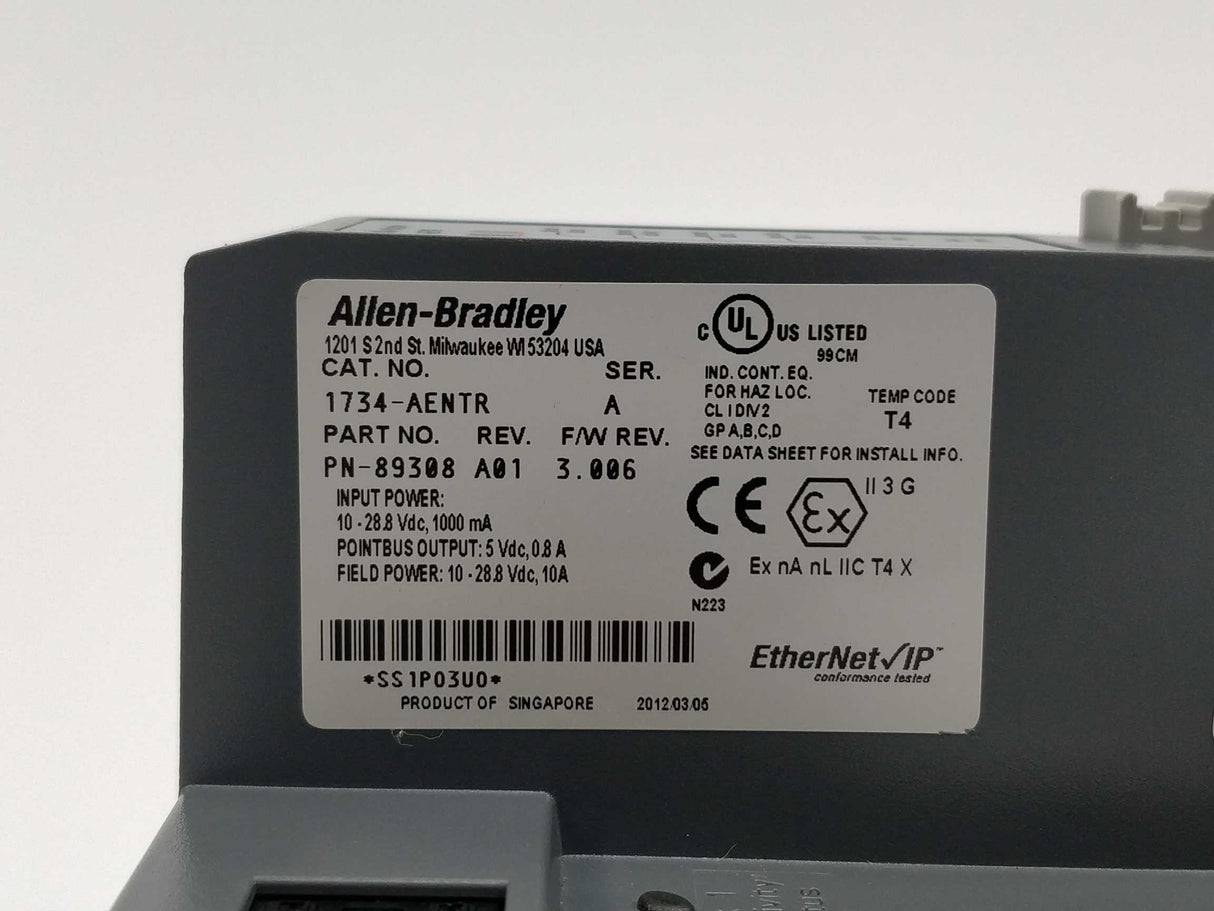 Allen-Bradley
1201 S 2nd St. Milwaukee WI 53204 USA
CAT. NO. SER.
1734-AENTR A
PART NO. REV. F/W REV.
PN-89308 A01 3.006
INPUT POWER:
10 - 28.8 Vdc, 1000 mA
POINTBUS OUTPUT: 5 Vdc, 0.8 A
FIELD POWER: 10 - 28.8 Vdc, 10A
*SS1P03U0*
PRODUCT OF SINGAPORE 2012/03/05
C UL US LISTED
99CM
IND. CONT. EQ.
FOR HAZ LOC.
CL I DIV 2
GP A,B,C,D
TEMP CODE
T4
SEE DATA SHEET FOR INSTALL INFO.
CE Ex II 3 G
Ex nA nL IIC T4 X
N223
EtherNet/IP™
conformance tested